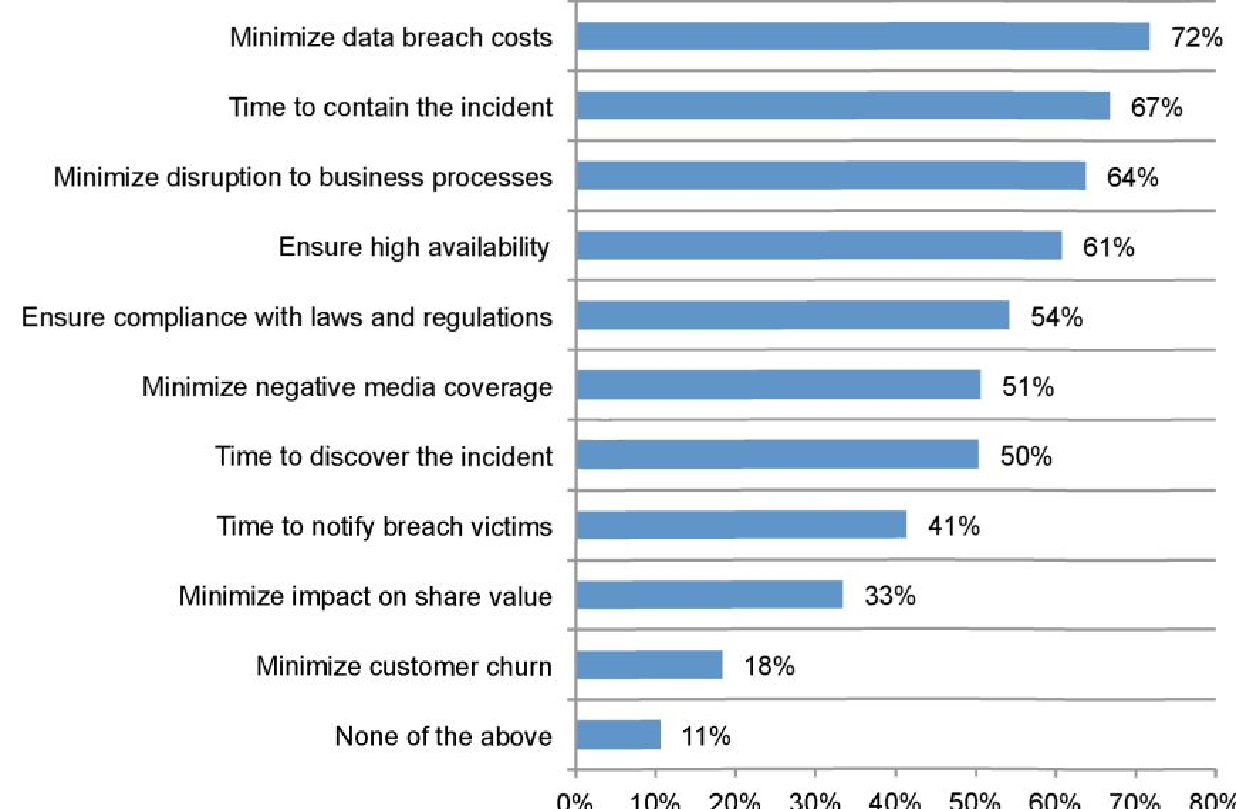 Minimize data breach costs 72%
Time to contain the incident 67%
Minimize disruption to business processes 64%
Ensure high availability 61%
Ensure compliance with laws and regulations 54%
Minimize negative media coverage 51%
Time to discover the incident 50%
Time to notify breach victims 41%
Minimize impact on share value 33%
Minimize customer churn 18%
None of the above 11%
0% 10% 20% 30% 40% 50% 60% 70% 80%